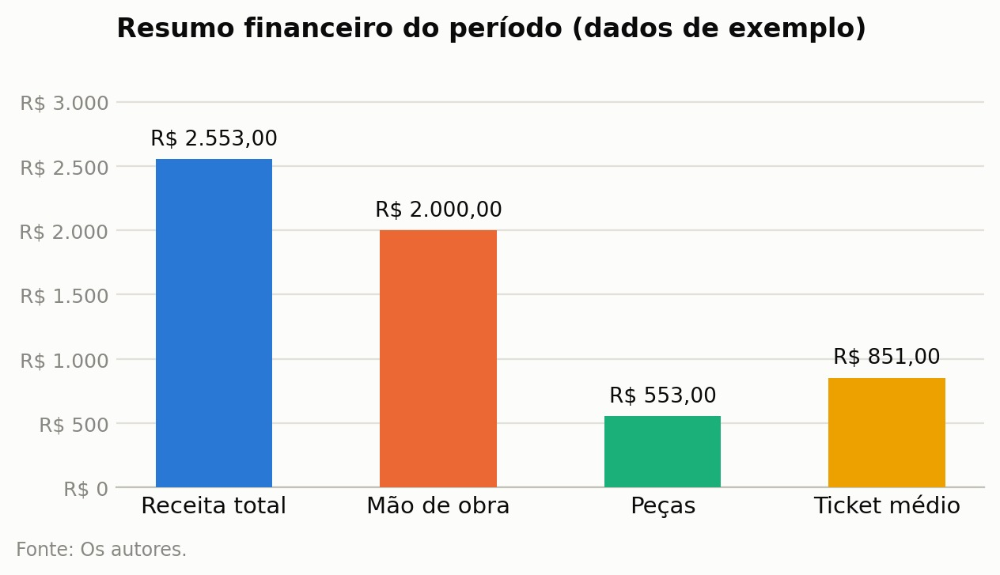 Resumo financeiro do período (dados de exemplo)
R$ 3.000
R$ 2.553,00
R$ 2.500
R$ 2.000,00
R$ 2.000
R$ 1.500
R$ 851,00
R$ 1.000
R$ 553,00
R$ 500
R$ 0
Receita total
Mão de obra
Peças
Ticket médio
Fonte: Os autores.